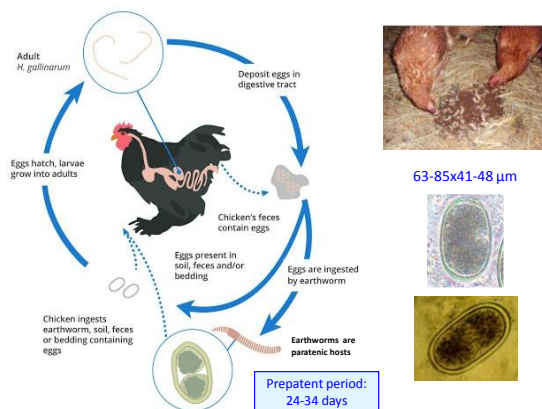 Adult
H. gallinarum
Deposit eggs in
digestive tract
Eggs hatch, larvae
grow into adults
63-85x41-48 µm
Chicken's feces
contain eggs
Eggs present in
soil, feces and/or
bedding
Eggs are ingested
by earthworm
Chicken ingests
earthworm, soil, feces
or bedding containing
eggs
Earthworms are
paratenic hosts
Prepatent period:
24-34 days